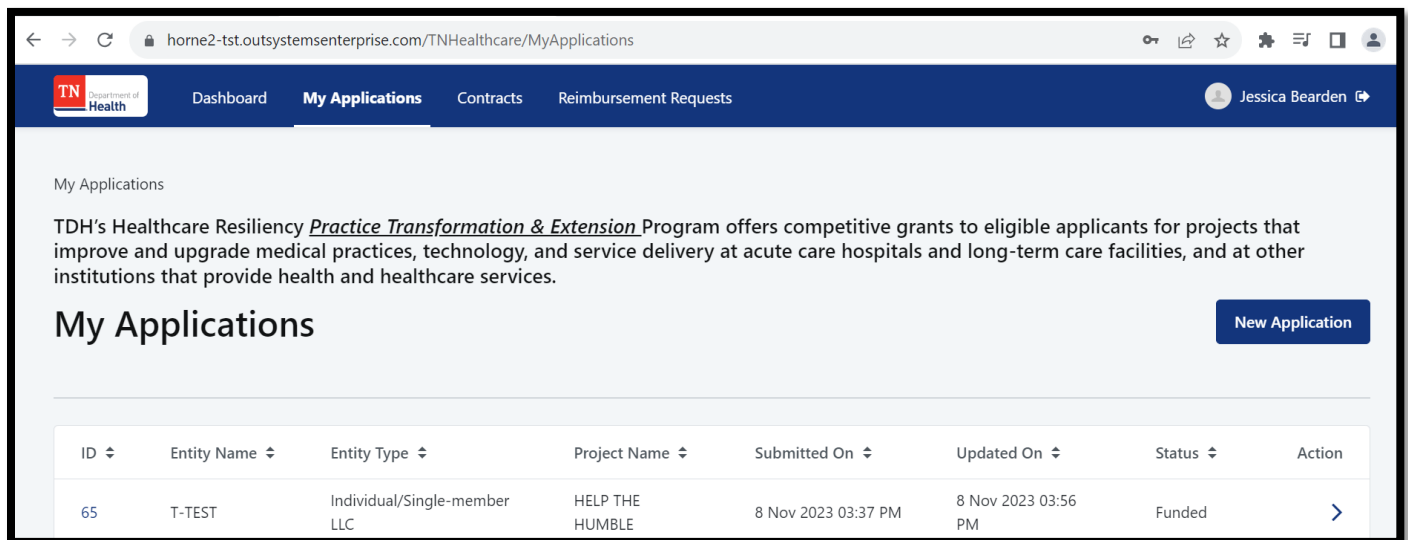 horne2-tst.outsystemsenterprise.com/TNHealthcare/MyApplications
TN Department of Health
Dashboard My Applications Contracts Reimbursement Requests Jessica Bearden
My Applications
TDH's Healthcare Resiliency Practice Transformation & Extension Program offers competitive grants to eligible applicants for projects that
improve and upgrade medical practices, technology, and service delivery at acute care hospitals and long-term care facilities, and at other
institutions that provide health and healthcare services.
My Applications
New Application
ID Entity Name Entity Type Project Name Submitted On Updated On Status Action
65 T-TEST Individual/Single-member LLC HELP THE HUMBLE 8 Nov 2023 03:37 PM 8 Nov 2023 03:56 PM Funded